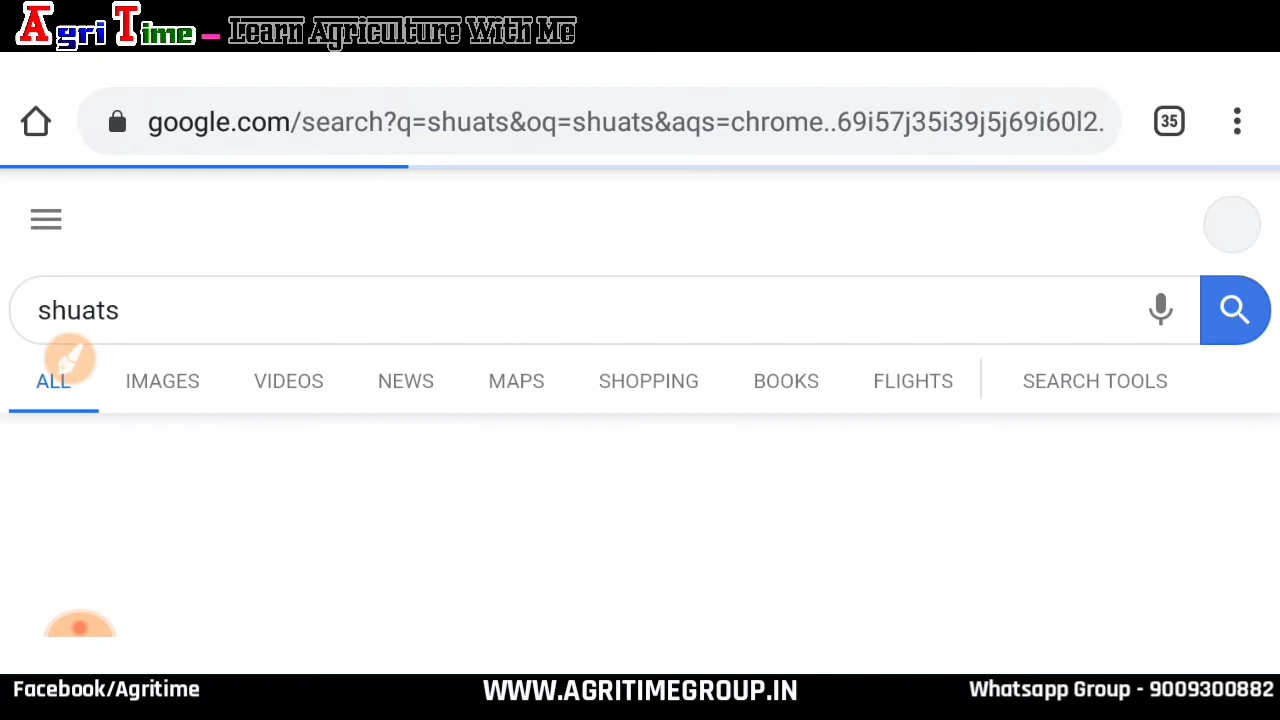 Agri Time - Learn Agriculture With Me
google.com/search?q=shuats&oq=shuats&aqs=chrome..69i57j35i39j5j69i60l2.
35
shuats
ALL IMAGES VIDEOS NEWS MAPS SHOPPING BOOKS FLIGHTS SEARCH TOOLS
Facebook/Agritime WWW.AGRITIMEGROUP.IN Whatsapp Group - 9009300882